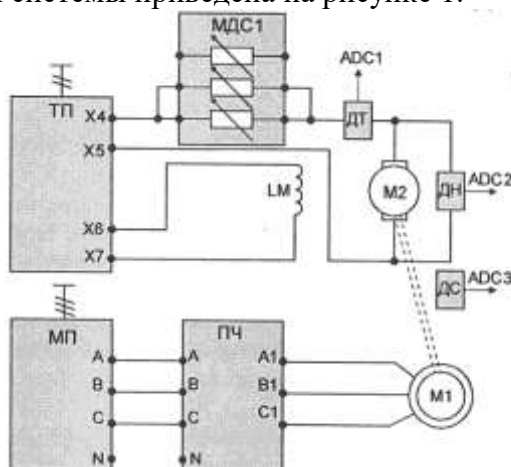 системы приведена на рисунке 1.
МДС1
ADC1
ТП
X4
ДТ
X5
M2
ДН
ADC2
LM
X6
X7
ДС
ADC3
МП
ПЧ
A
A
A1
B
B
B1
M1
C
C
C1
N
N